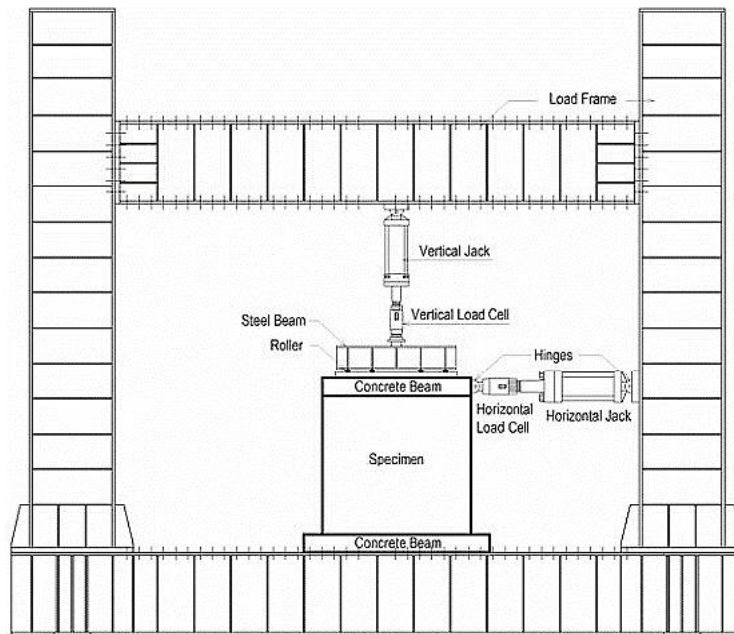 Load Frame
Vertical Jack
Vertical Load Cell
Steel Beam
Roller
Hinges
Concrete Beam
Horizontal
Load Cell
Horizontal Jack
Specimen
Concrete Beam